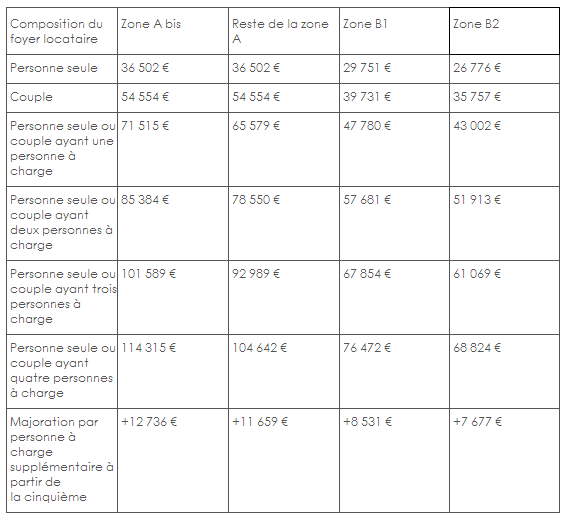 Composition du foyer locataire | Zone A bis | Reste de la zone A | Zone B1 | Zone B2
Personne seule | 36 502 € | 36 502 € | 29 751 € | 26 776 €
Couple | 54 554 € | 54 554 € | 39 731 € | 35 757 €
Personne seule ou couple ayant une personne à charge | 71 515 € | 65 579 € | 47 780 € | 43 002 €
Personne seule ou couple ayant deux personnes à charge | 85 384 € | 78 550 € | 57 681 € | 51 913 €
Personne seule ou couple ayant trois personnes à charge | 101 589 € | 92 989 € | 67 854 € | 61 069 €
Personne seule ou couple ayant quatre personnes à charge | 114 315 € | 104 642 € | 76 472 € | 68 824 €
Majoration par personne à charge supplémentaire à partir de la cinquième | +12 736 € | +11 659 € | +8 531 € | +7 677 €